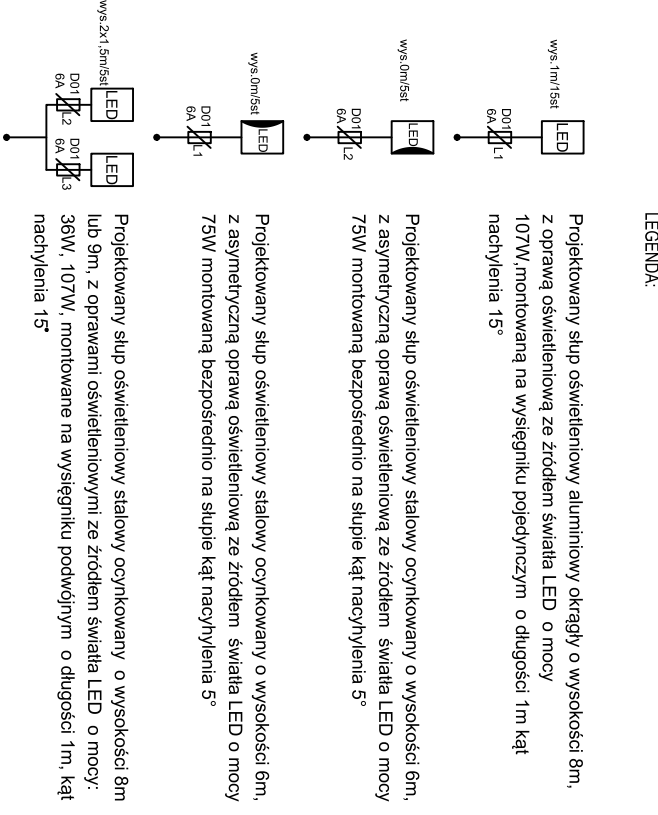 LEGENDA:
wys.1m/15st
LED
D01
6A
L1
Projektowany słup oświetleniowy aluminiowy okrągły o wysokości 8m,
z oprawą oświetleniową ze źródłem światła LED o mocy
107W,montowaną na wysięgniku pojedynczym o długości 1m kąt
nachylenia 15°
wys.0m/5st
LED
D01
6A
L2
Projektowany słup oświetleniowy stalowy ocynkowany o wysokości 6m,
z asymetryczną oprawą oświetleniową ze źródłem światła LED o mocy
75W montowaną bezpośrednio na słupie kąt nacyhylenia 5°
wys.0m/5st
LED
D01
6A
L1
Projektowany słup oświetleniowy stalowy ocynkowany o wysokości 6m,
z asymetryczną oprawą oświetleniową ze źródłem światła LED o mocy
75W montowaną bezpośrednio na słupie kąt nacyhylenia 5°
wys.2x1,5m/5st
LED
LED
D01
6A
L2
D01
6A
L3
Projektowany słup oświetleniowy stalowy ocynkowany o wysokości 8m
lub 9m, z oprawami oświetleniowymi ze źródłem światła LED o mocy:
36W, 107W, montowane na wysięgniku podwójnym o długości 1m, kąt
nachylenia 15°